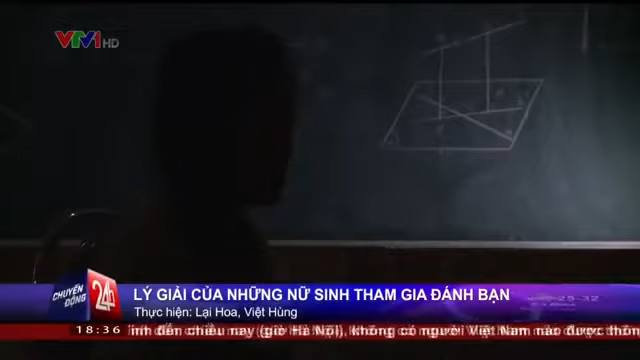 VTV1 HD
CHUYỂN ĐỘNG 24h
LÝ GIẢI CỦA NHỮNG NỮ SINH THAM GIA ĐÁNH BẠN
Thực hiện: Lại Hoa, Việt Hùng
18:36 đến chiều nay (giờ Hà Nội), không có người Việt Nam nào được